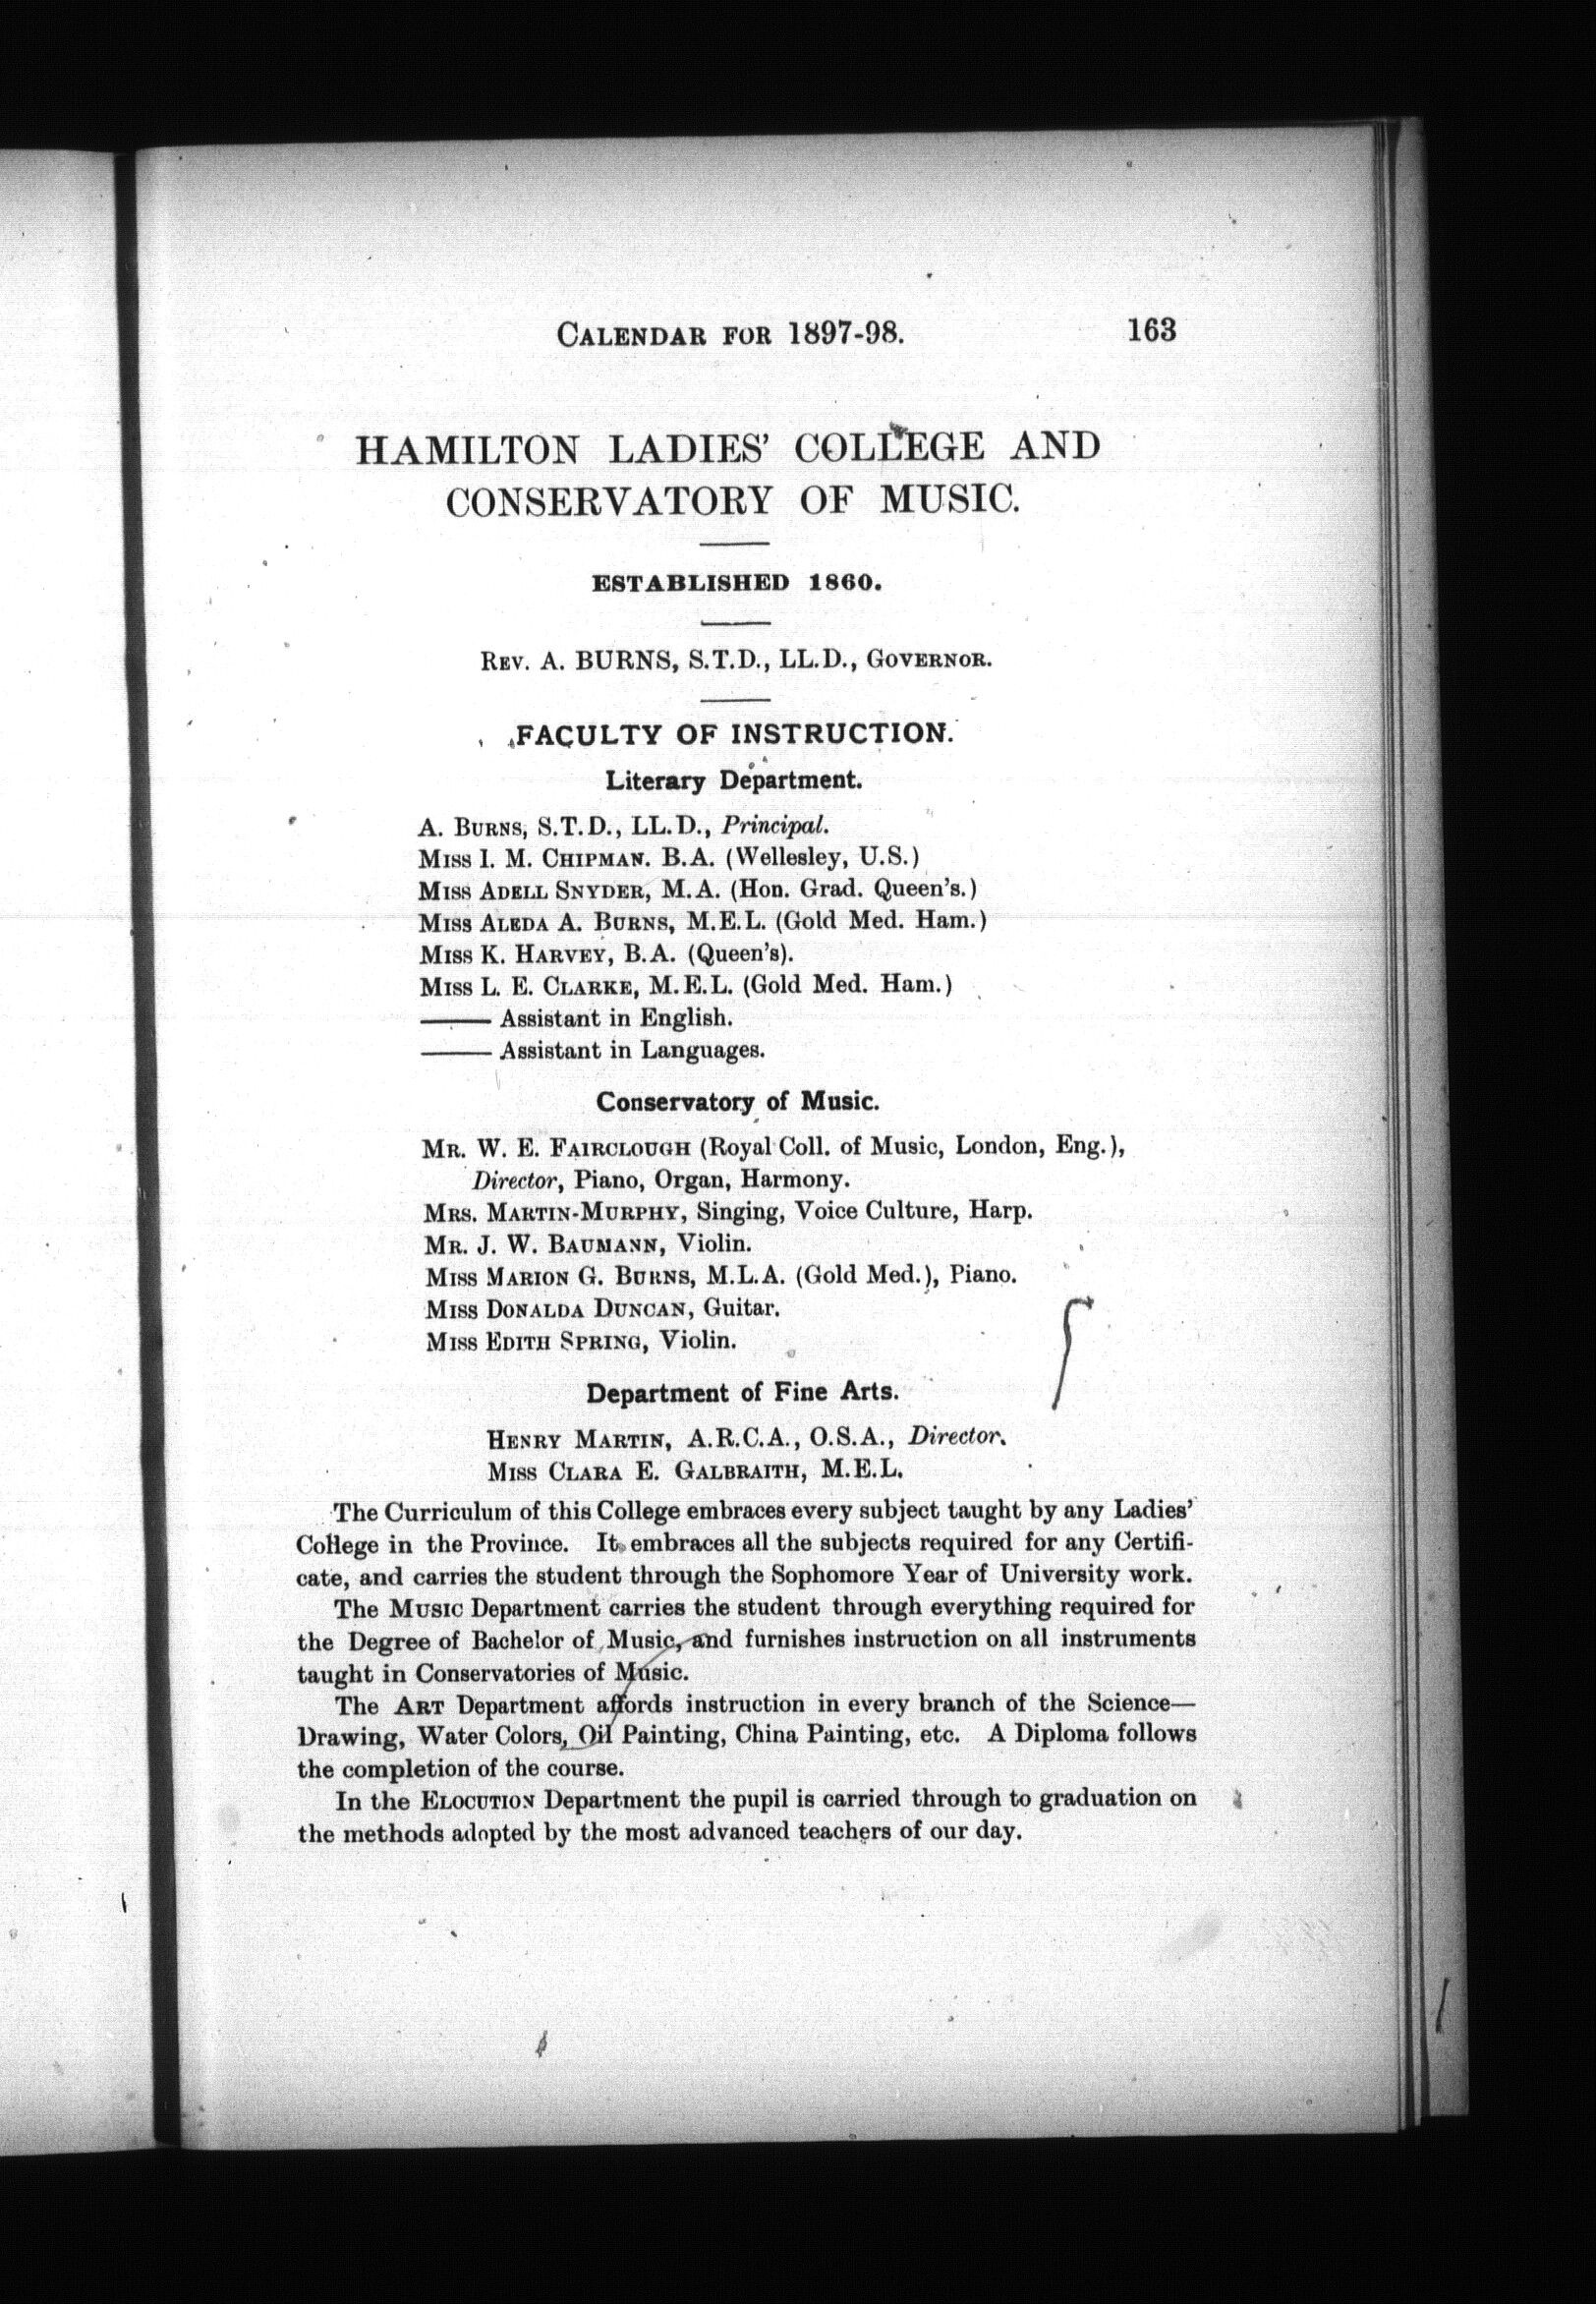 CALENDAR FOR 1897-98. 163
HAMILTON LADIES' COLLEGE AND
CONSERVATORY OF MUSIC.
ESTABLISHED 1860.
REV. A. BURNS, S.T.D., LL.D., GOVERNOR.
FACULTY OF INSTRUCTION.
Literary Department.
A. BURNS, S.T.D., LL.D., Principal.
MISS I. M. CHIPMAN. B.A. (Wellesley, U.S.)
MISS ADELL SNYDER, M.A. (Hon. Grad. Queen's.)
MISS ALEDA A. BURNS, M.E.L. (Gold Med. Ham.)
MISS K. HARVEY, B.A. (Queen's).
MISS L. E. CLARKE, M.E.L. (Gold Med. Ham.)
—— Assistant in English.
—— Assistant in Languages.
Conservatory of Music.
MR. W. E. FAIRCLOUGH (Royal Coll. of Music, London, Eng.),
Director, Piano, Organ, Harmony.
MRS. MARTIN-MURPHY, Singing, Voice Culture, Harp.
MR. J. W. BAUMANN, Violin.
MISS MARION G. BURNS, M.L.A. (Gold Med.), Piano.
MISS DONALDA DUNCAN, Guitar.
MISS EDITH SPRING, Violin.
Department of Fine Arts.
HENRY MARTIN, A.R.C.A., O.S.A., Director.
MISS CLARA E. GALBRAITH, M.E.L.
The Curriculum of this College embraces every subject taught by any Ladies'
College in the Province. It embraces all the subjects required for any Certifi-
cate, and carries the student through the Sophomore Year of University work.
The MUSIC Department carries the student through everything required for
the Degree of Bachelor of Music, and furnishes instruction on all instruments
taught in Conservatories of Music.
The ART Department affords instruction in every branch of the Science—
Drawing, Water Colors, Oil Painting, China Painting, etc. A Diploma follows
the completion of the course.
In the ELOCUTION Department the pupil is carried through to graduation on
the methods adopted by the most advanced teachers of our day.